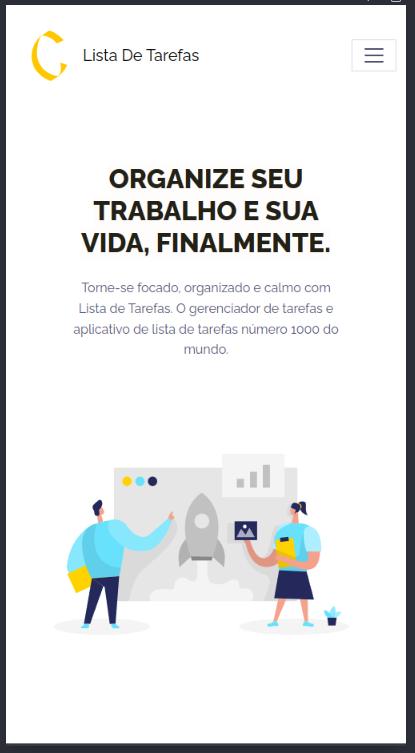 Lista De Tarefas
ORGANIZE SEU
TRABALHO E SUA
VIDA, FINALMENTE.
Torne-se focado, organizado e calmo com
Lista de Tarefas. O gerenciador de tarefas e
aplicativo de lista de tarefas número 1000 do
mundo.